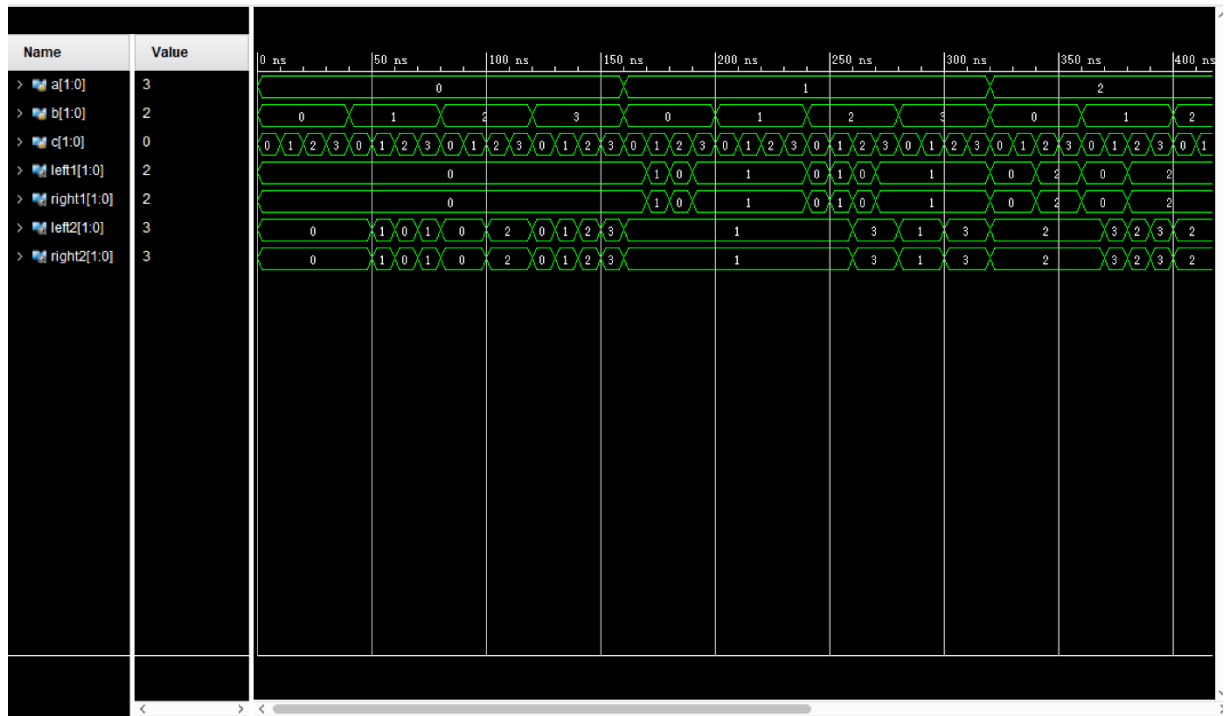 Name Value 0 ns 50 ns 100 ns 150 ns 200 ns 250 ns 300 ns 350 ns 400 ns
> a[1:0] 3 0 1 2
> b[1:0] 2 0 1 2 3 0 1 2 3 0 1 2
> c[1:0] 0 0 1 2 3 0 1 2 3 0 1 2 3 0 1 2 3 0 1 2 3 0 1 2 3 0 1 2 3 0 1 2 3 0 1 2 3 0 1 2 3 0 1
> left1[1:0] 2 0 1 0 1 0 1 0 1 0 2 0 2
> right1[1:0] 2 0 1 0 1 0 1 0 1 0 2 0 2
> left2[1:0] 3 0 1 0 1 0 2 0 1 2 3 1 3 1 3 2 3 2 3 2
> right2[1:0] 3 0 1 0 1 0 2 0 1 2 3 1 3 1 3 2 3 2 3 2